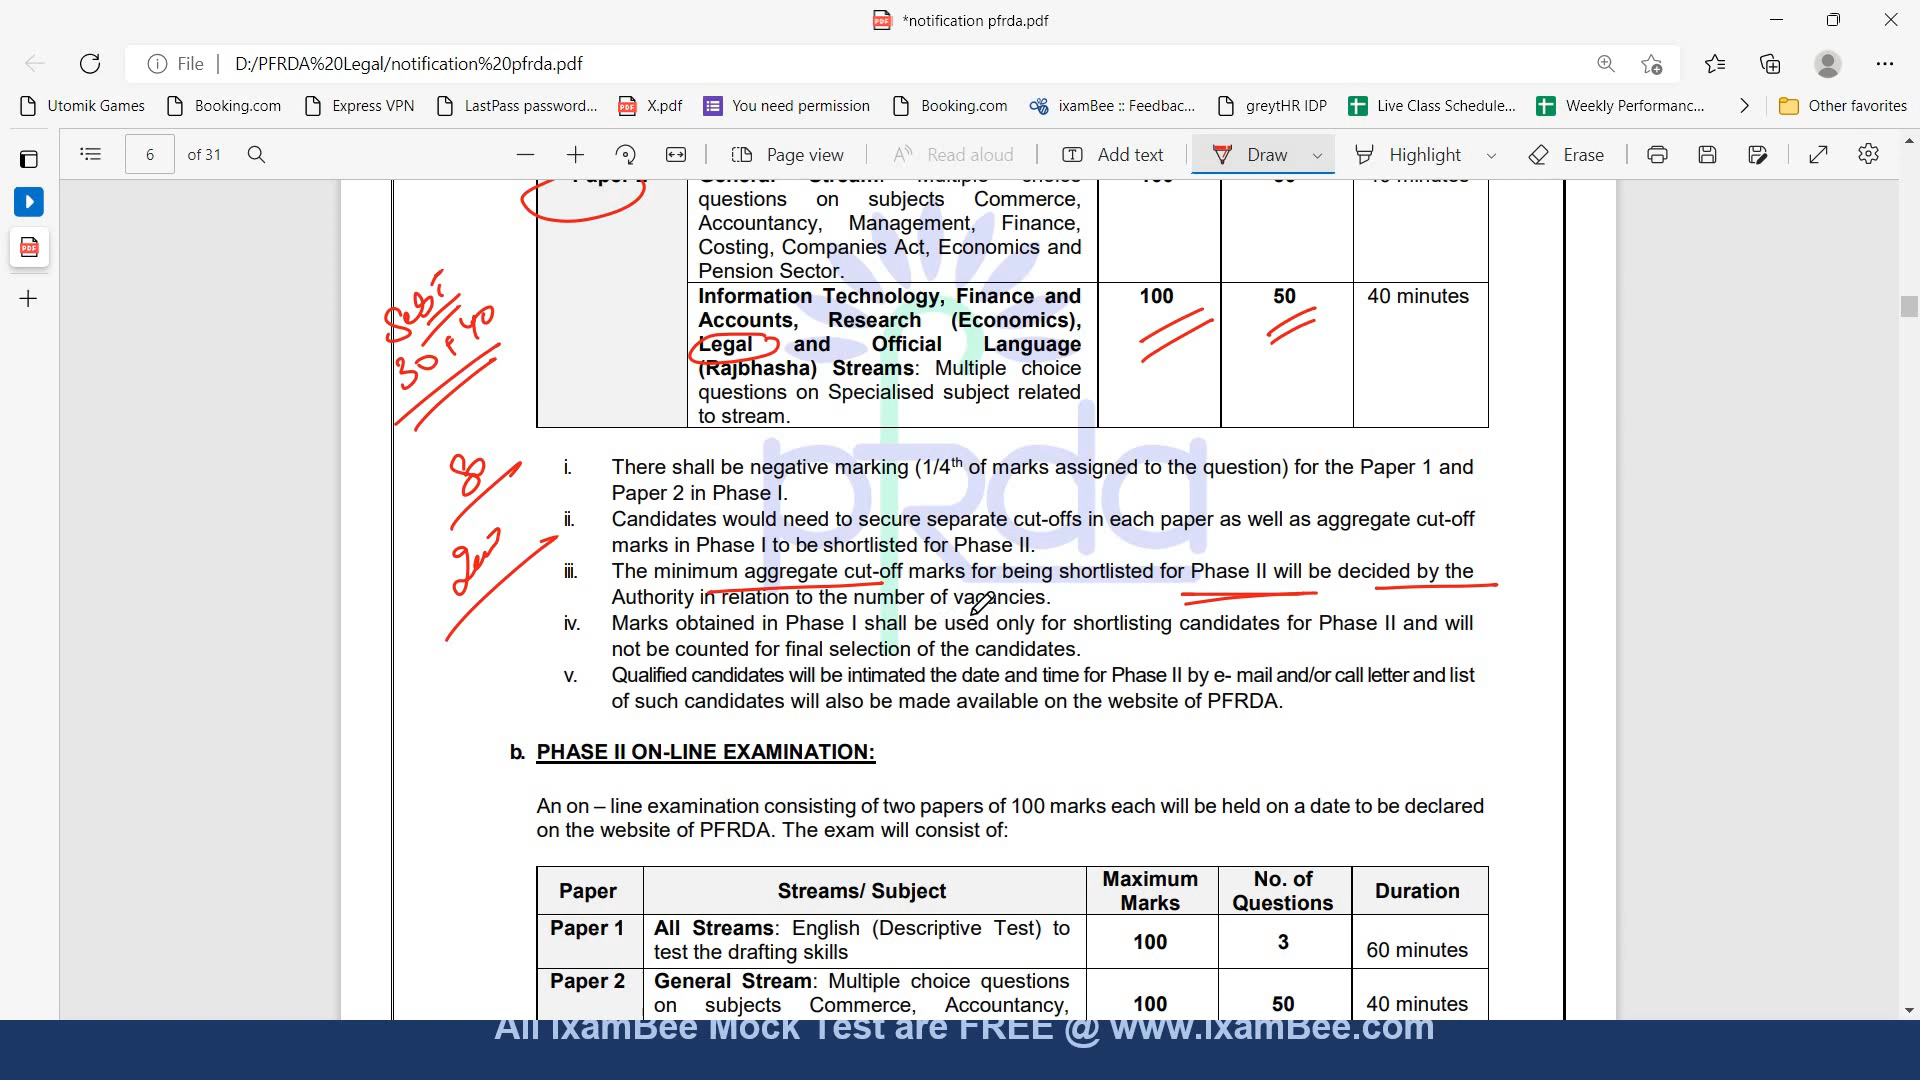 *notification pfrda.pdf
File D:/PFRDA%20Legal/notification%20pfrda.pdf
Utomik Games Booking.com Express VPN LastPass password... X.pdf You need permission Booking.com ixamBee :: Feedbac... greytHR IDP Live Class Schedule... Weekly Performanc... Other favorites
6 of 31 Page view Read aloud Add text Draw Highlight Erase
questions on subjects Commerce,
Accountancy, Management, Finance,
Costing, Companies Act, Economics and
Pension Sector.
Information Technology, Finance and 100 50 40 minutes
Accounts, Research (Economics),
Legal and Official Language
(Rajbhasha) Streams: Multiple choice
questions on Specialised subject related
to stream.
Sebi
30 + 40
i. There shall be negative marking (1/4th of marks assigned to the question) for the Paper 1 and
Paper 2 in Phase I.
ii. Candidates would need to secure separate cut-offs in each paper as well as aggregate cut-off
marks in Phase I to be shortlisted for Phase II.
iii. The minimum aggregate cut-off marks for being shortlisted for Phase II will be decided by the
Authority in relation to the number of vacancies.
iv. Marks obtained in Phase I shall be used only for shortlisting candidates for Phase II and will
not be counted for final selection of the candidates.
v. Qualified candidates will be intimated the date and time for Phase II by e- mail and/or call letter and list
of such candidates will also be made available on the website of PFRDA.
pfrda
b. PHASE II ON-LINE EXAMINATION:
An on – line examination consisting of two papers of 100 marks each will be held on a date to be declared
on the website of PFRDA. The exam will consist of:
Paper Streams/ Subject Maximum Marks No. of Questions Duration
Paper 1 All Streams: English (Descriptive Test) to 100 3 60 minutes
test the drafting skills
Paper 2 General Stream: Multiple choice questions 100 50 40 minutes
on subjects Commerce, Accountancy,
All ixamBee Mock Test are FREE @ www.ixamBee.com